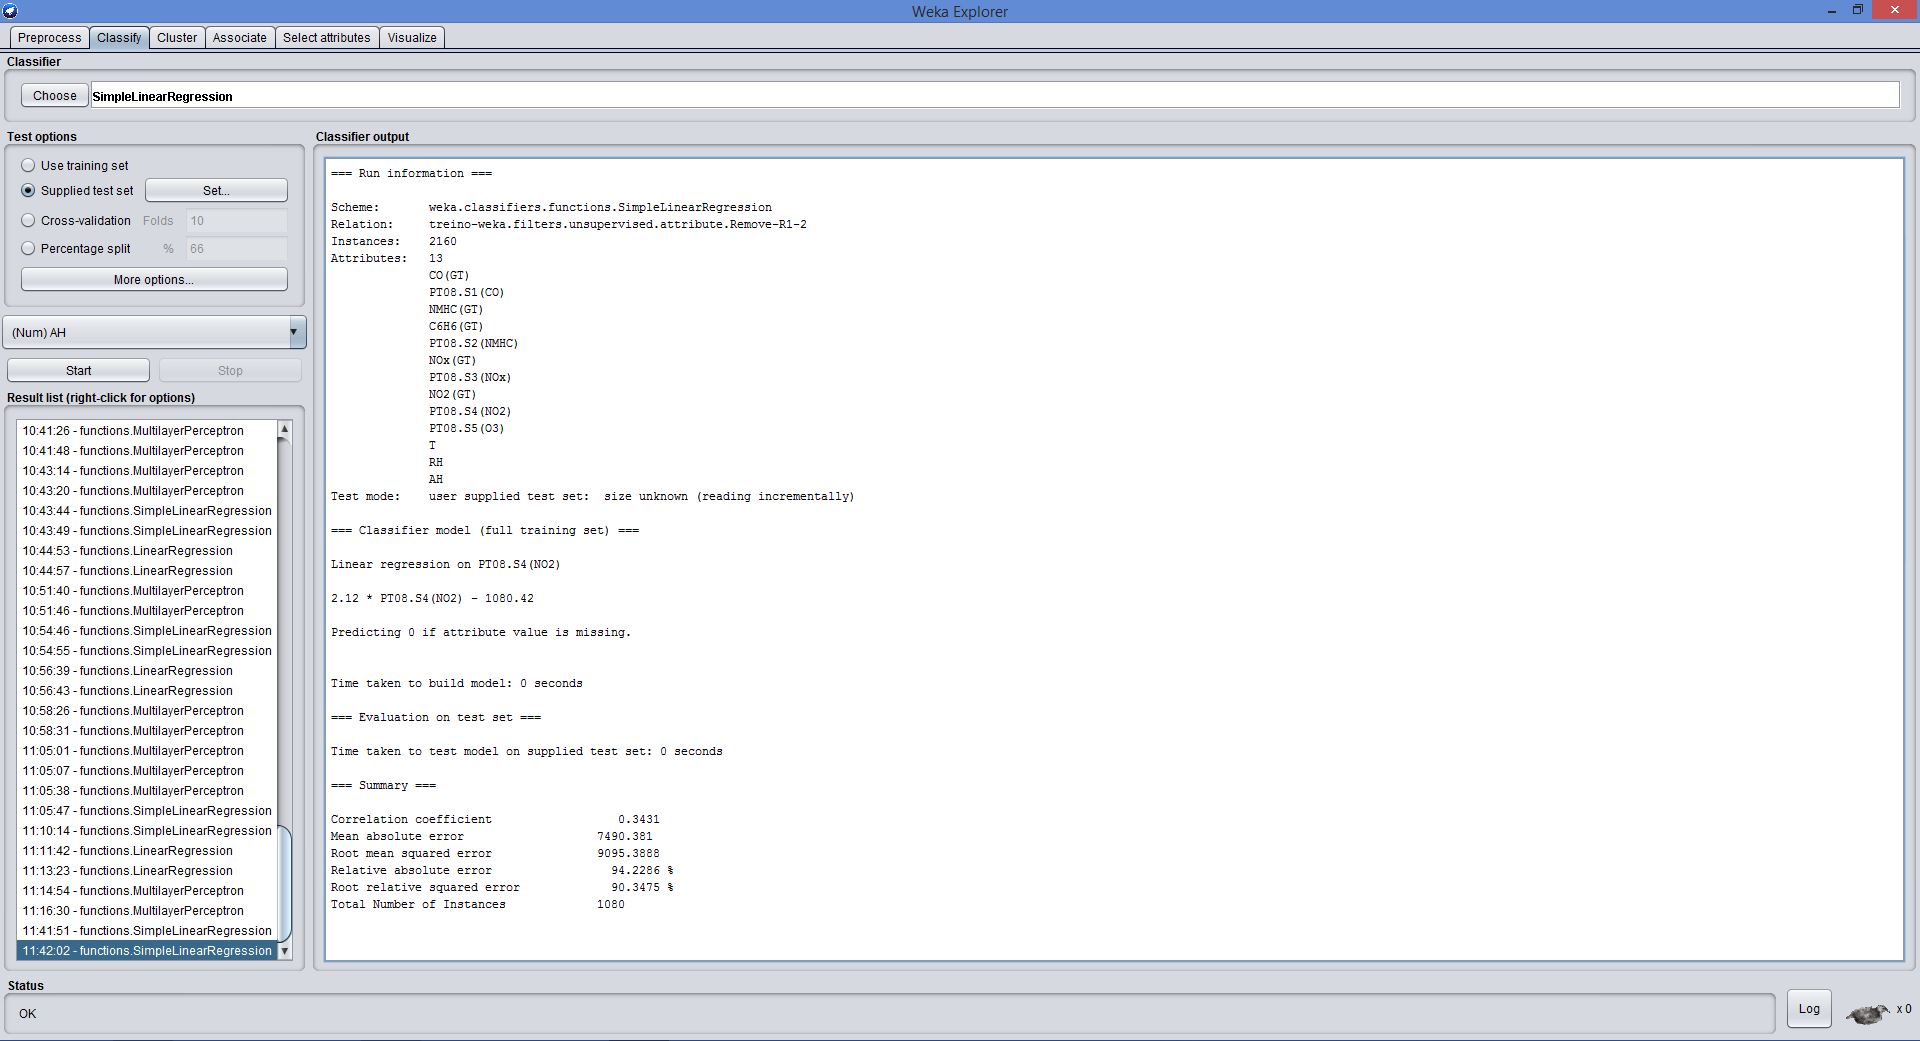 Weka Explorer
Preprocess Classify Cluster Associate Select attributes Visualize
Classifier
Choose SimpleLinearRegression
Test options
Use training set
Supplied test set Set...
Cross-validation Folds 10
Percentage split % 66
More options...
(Num) AH
Start Stop
Result list (right-click for options)
10:41:26 - functions.MultilayerPerceptron
10:41:48 - functions.MultilayerPerceptron
10:43:14 - functions.MultilayerPerceptron
10:43:20 - functions.MultilayerPerceptron
10:43:44 - functions.SimpleLinearRegression
10:43:49 - functions.SimpleLinearRegression
10:44:53 - functions.LinearRegression
10:44:57 - functions.LinearRegression
10:51:40 - functions.MultilayerPerceptron
10:51:46 - functions.MultilayerPerceptron
10:54:46 - functions.SimpleLinearRegression
10:54:55 - functions.SimpleLinearRegression
10:56:39 - functions.LinearRegression
10:56:43 - functions.LinearRegression
10:58:26 - functions.MultilayerPerceptron
10:58:31 - functions.MultilayerPerceptron
11:05:01 - functions.MultilayerPerceptron
11:05:07 - functions.MultilayerPerceptron
11:05:38 - functions.MultilayerPerceptron
11:05:47 - functions.SimpleLinearRegression
11:10:14 - functions.SimpleLinearRegression
11:11:42 - functions.LinearRegression
11:13:23 - functions.LinearRegression
11:14:54 - functions.MultilayerPerceptron
11:16:30 - functions.MultilayerPerceptron
11:41:51 - functions.SimpleLinearRegression
11:42:02 - functions.SimpleLinearRegression
Classifier output
=== Run information ===
Scheme: weka.classifiers.functions.SimpleLinearRegression
Relation: treino-weka.filters.unsupervised.attribute.Remove-R1-2
Instances: 2160
Attributes: 13
CO(GT)
PT08.S1(CO)
NMHC(GT)
C6H6(GT)
PT08.S2(NMHC)
NOx(GT)
PT08.S3(NOx)
NO2(GT)
PT08.S4(NO2)
PT08.S5(O3)
T
RH
AH
Test mode: user supplied test set: size unknown (reading incrementally)
=== Classifier model (full training set) ===
Linear regression on PT08.S4(NO2)
2.12 * PT08.S4(NO2) - 1080.42
Predicting 0 if attribute value is missing.
Time taken to build model: 0 seconds
=== Evaluation on test set ===
Time taken to test model on supplied test set: 0 seconds
=== Summary ===
Correlation coefficient 0.3431
Mean absolute error 7490.381
Root mean squared error 9095.3888
Relative absolute error 94.2286 %
Root relative squared error 90.3475 %
Total Number of Instances 1080
Status
OK
Log
x 0